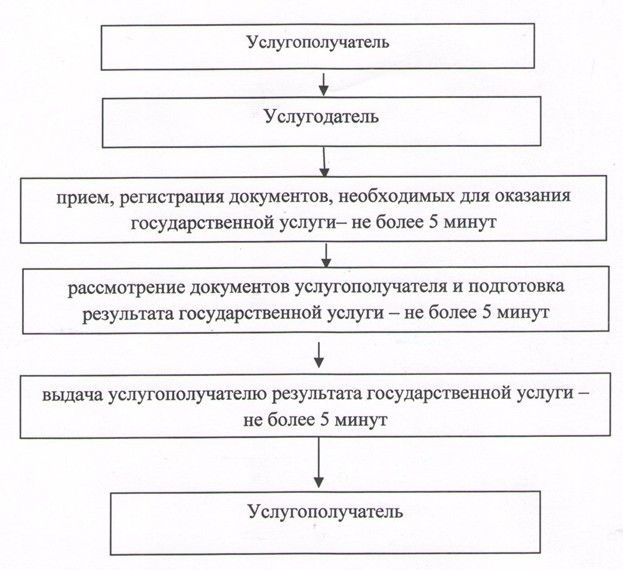 Услугополучатель
Услугодатель
прием, регистрация документов, необходимых для оказания
государственной услуги– не более 5 минут
рассмотрение документов услугополучателя и подготовка
результата государственной услуги – не более 5 минут
выдача услугополучателю результата государственной услуги –
не более 5 минут
Услугополучатель